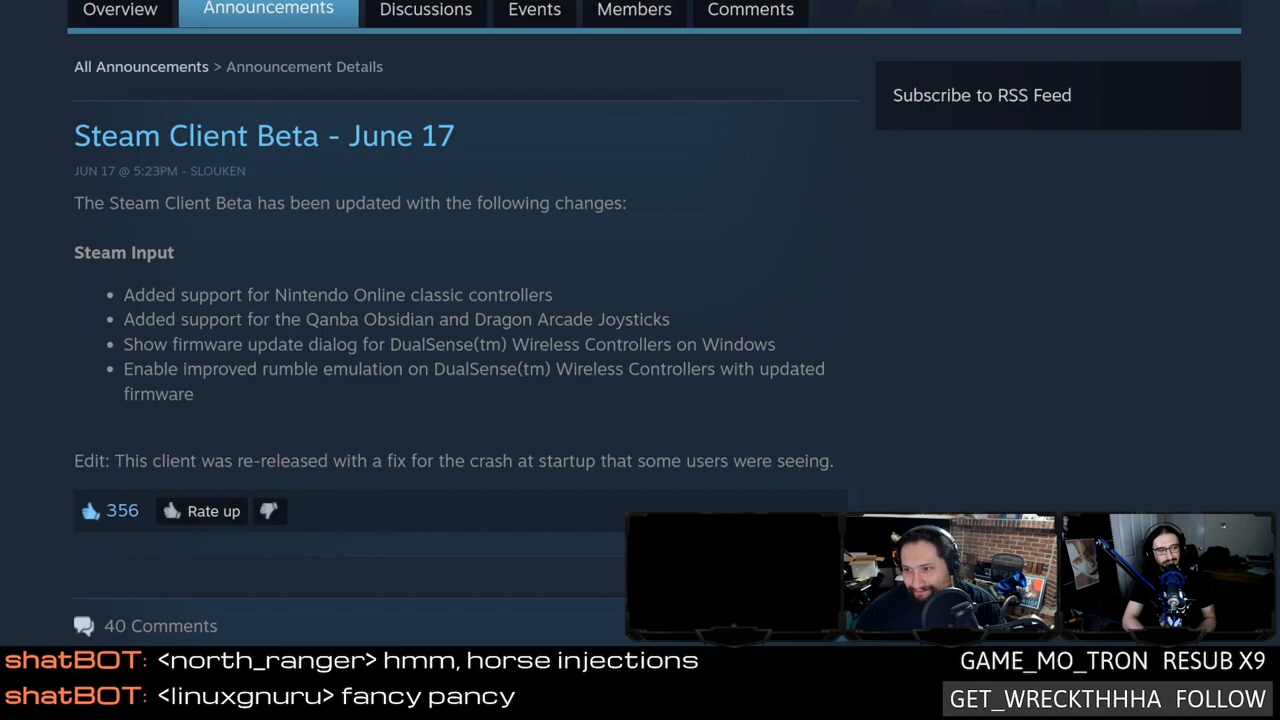 Overview Announcements Discussions Events Members Comments
All Announcements > Announcement Details
Subscribe to RSS Feed
Steam Client Beta - June 17
JUN 17 @ 5:23PM - SLOUKEN
The Steam Client Beta has been updated with the following changes:
Steam Input
• Added support for Nintendo Online classic controllers
• Added support for the Qanba Obsidian and Dragon Arcade Joysticks
• Show firmware update dialog for DualSense(tm) Wireless Controllers on Windows
• Enable improved rumble emulation on DualSense(tm) Wireless Controllers with updated
firmware
Edit: This client was re-released with a fix for the crash at startup that some users were seeing.
356 Rate up
40 Comments
shatBOT: <north_ranger> hmm, horse injections
GAME_MO_TRON RESUB X9
shatBOT: <linuxgnuru> fancy pancy
GET_WRECKTHHHA FOLLOW